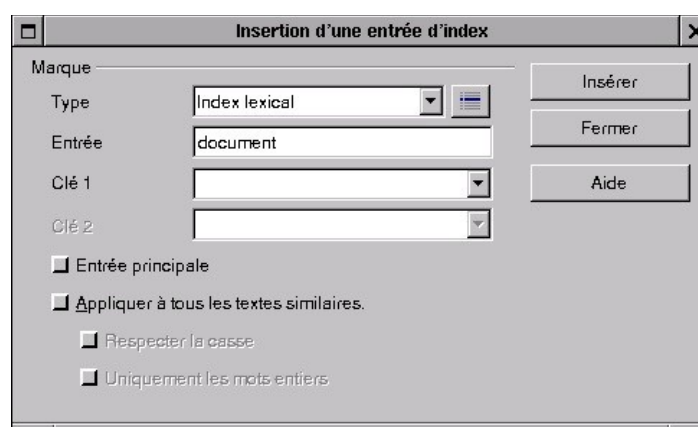 Insertion d'une entrée d'index
Marque
Type
Index lexical
Entrée
document
Clé 1
Clé 2
Entrée principale
Appliquer à tous les textes similaires.
Respecter la casse
Uniquement les mots entiers
Insérer
Fermer
Aide